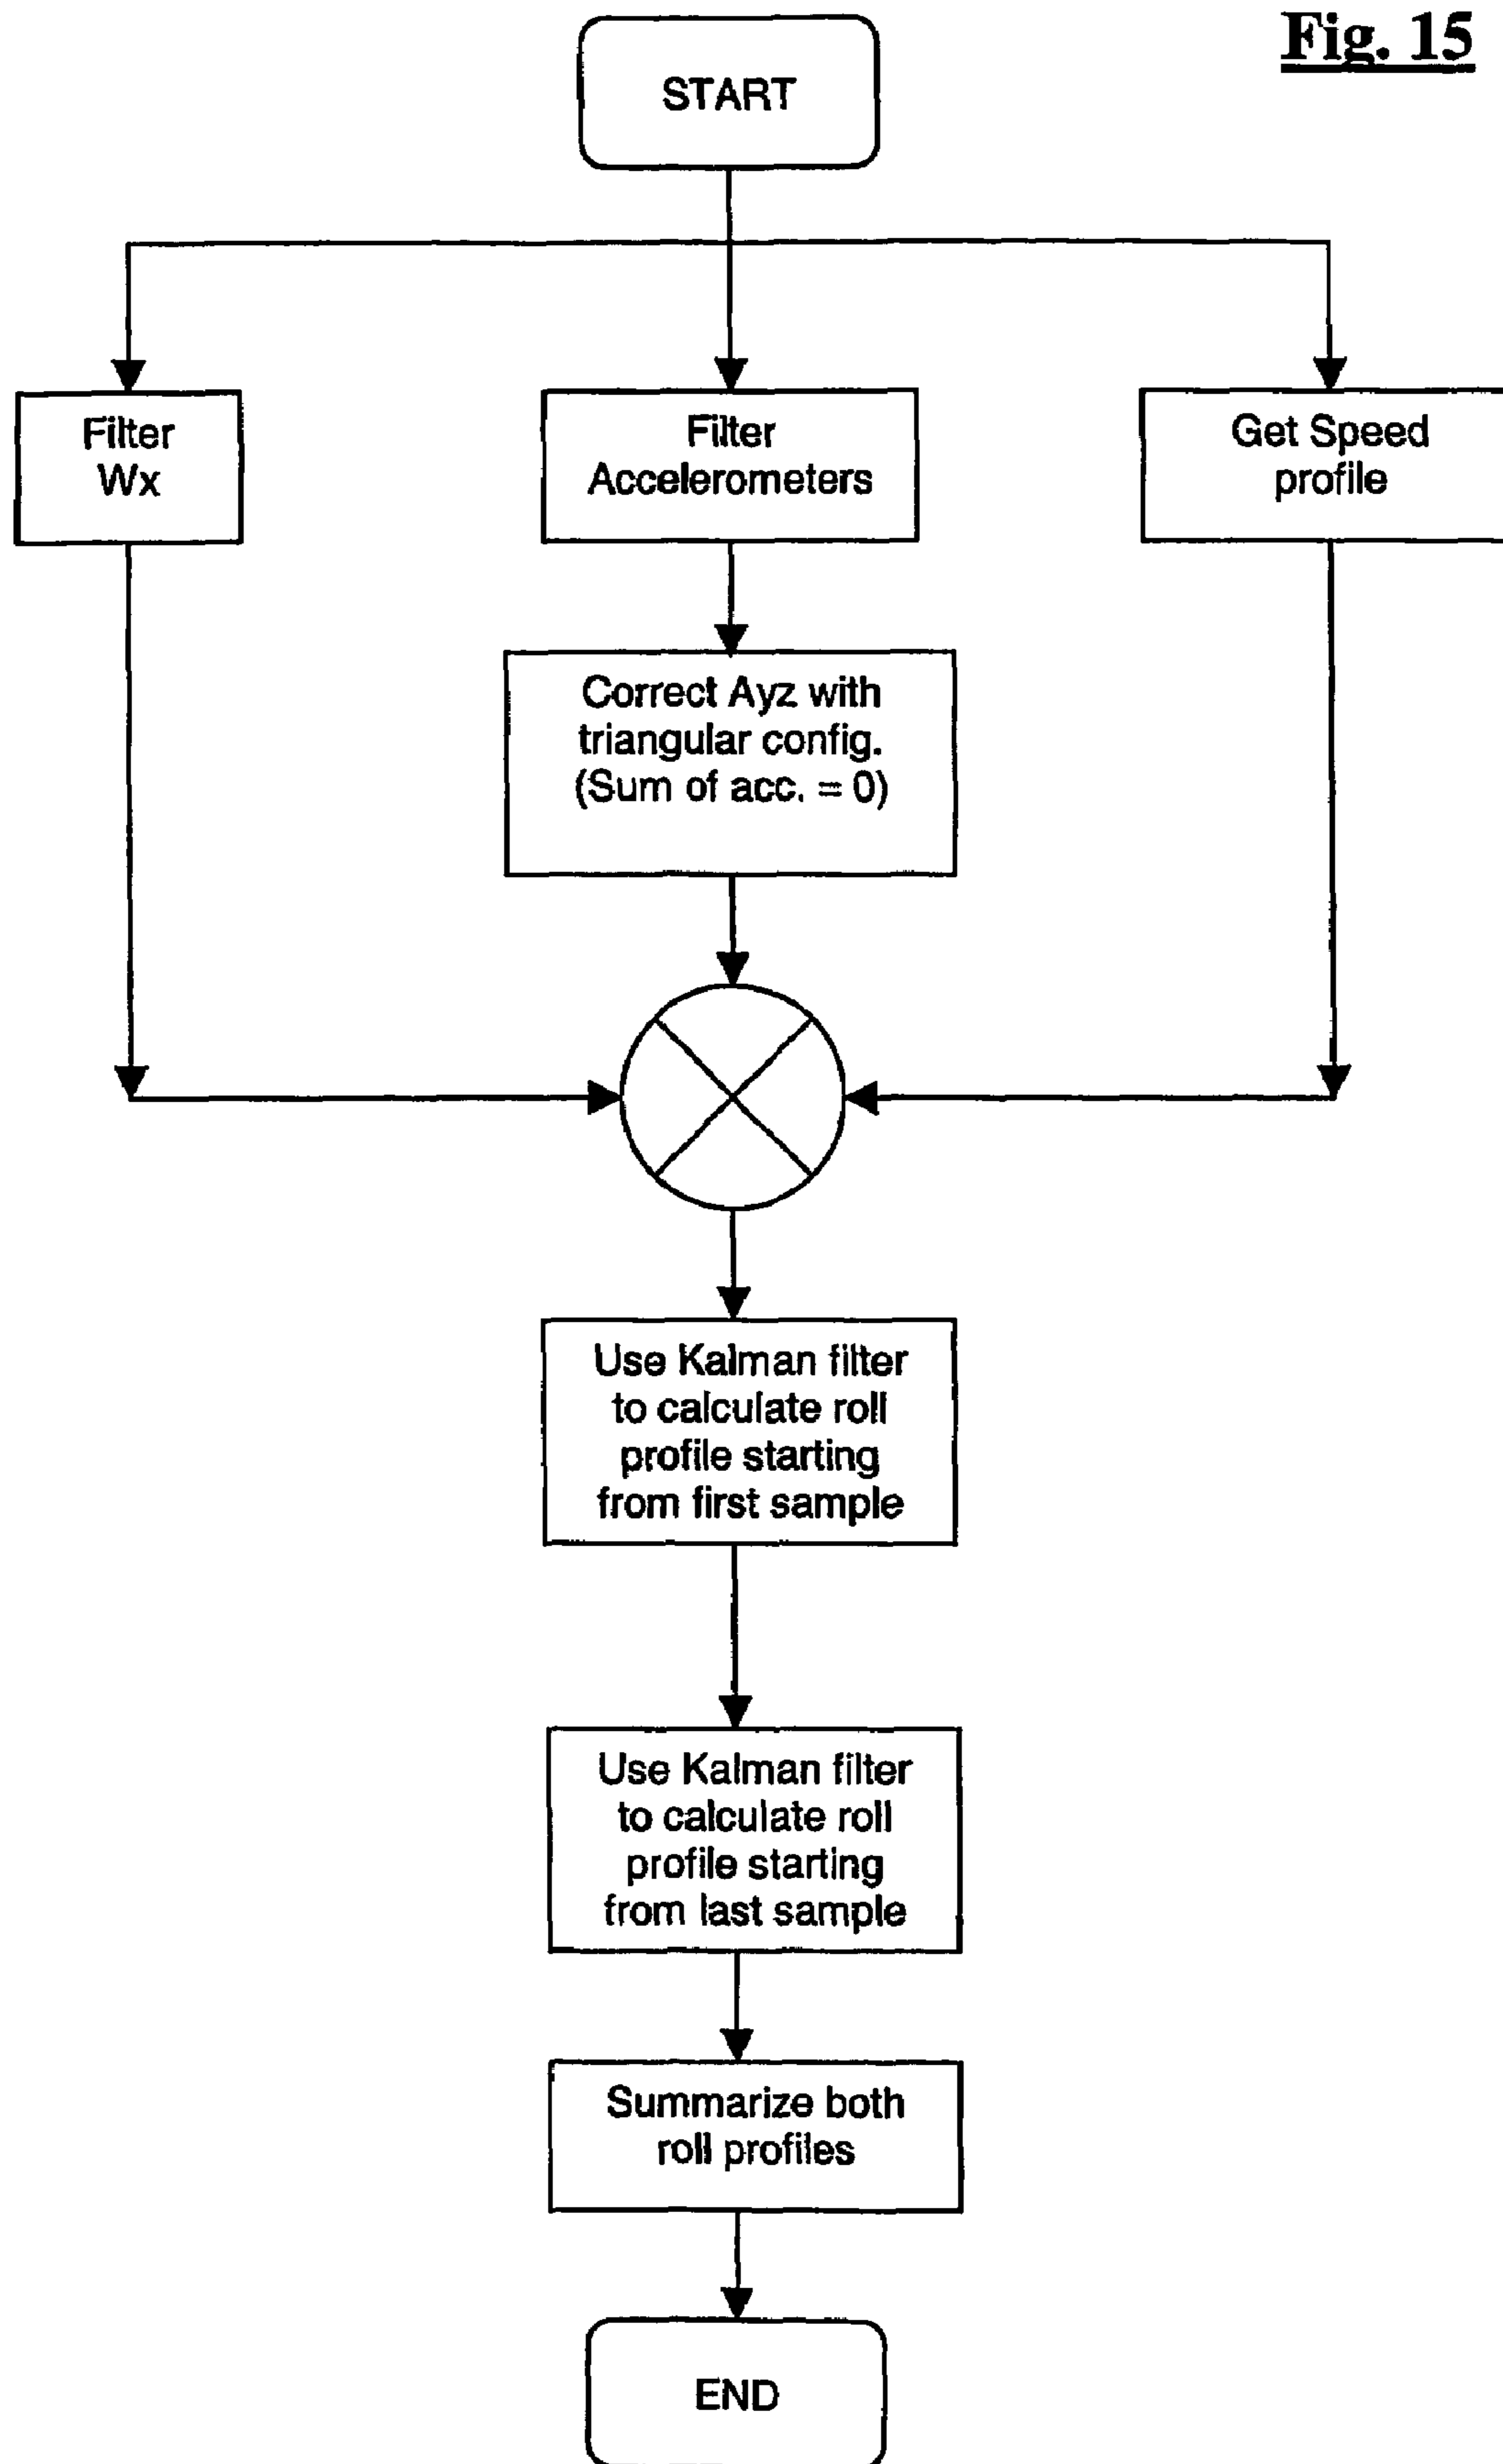 Fig. 15
START
Filter
Wx
Filter
Accelerometers
Get Speed
profile
Correct Ayz with
triangular config.
(Sum of acc. = 0)
Use Kalman filter
to calculate roll
profile starting
from first sample
Use Kalman filter
to calculate roll
profile starting
from last sample
Summarize both
roll profiles
END